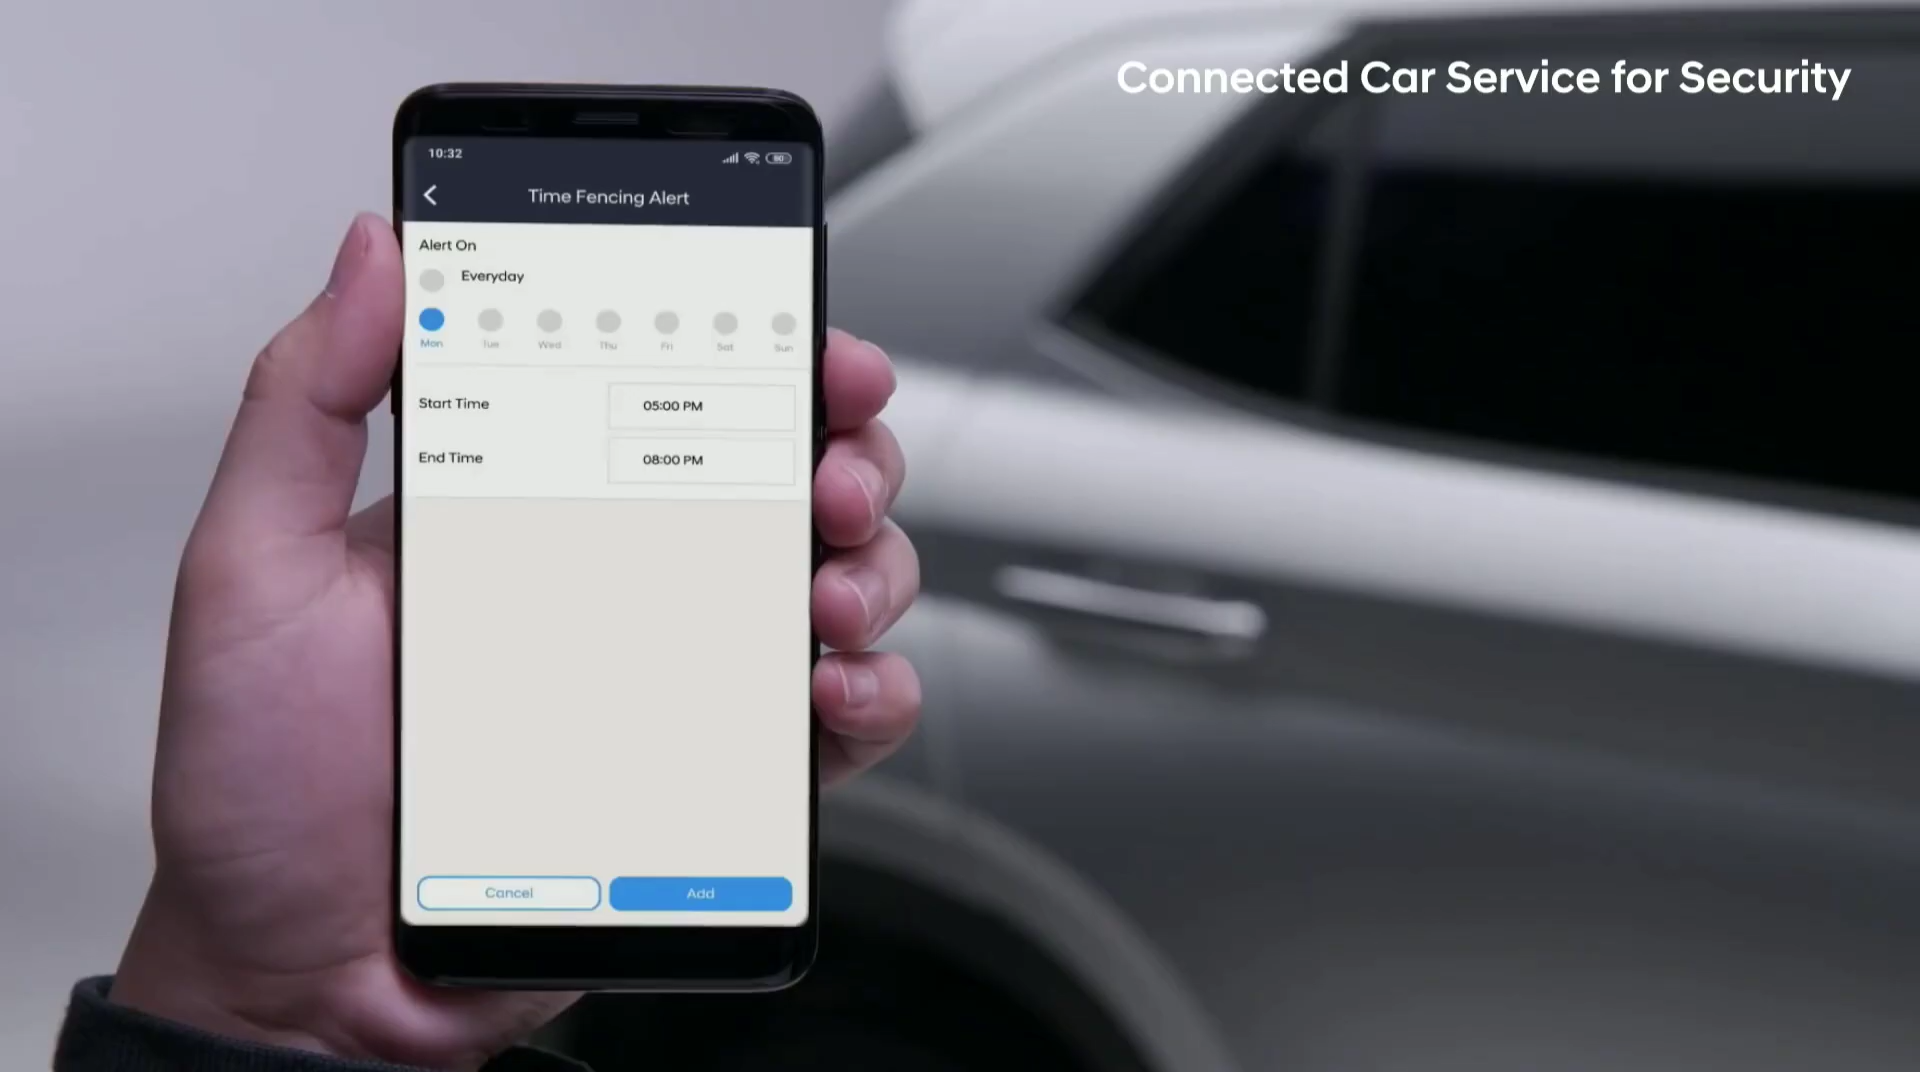 Connected Car Service for Security
10:32
80
Time Fencing Alert
Alert On
Everyday
Mon Tue Wed Thu Fri Sat Sun
Start Time 05:00 PM
End Time 08:00 PM
Cancel Add